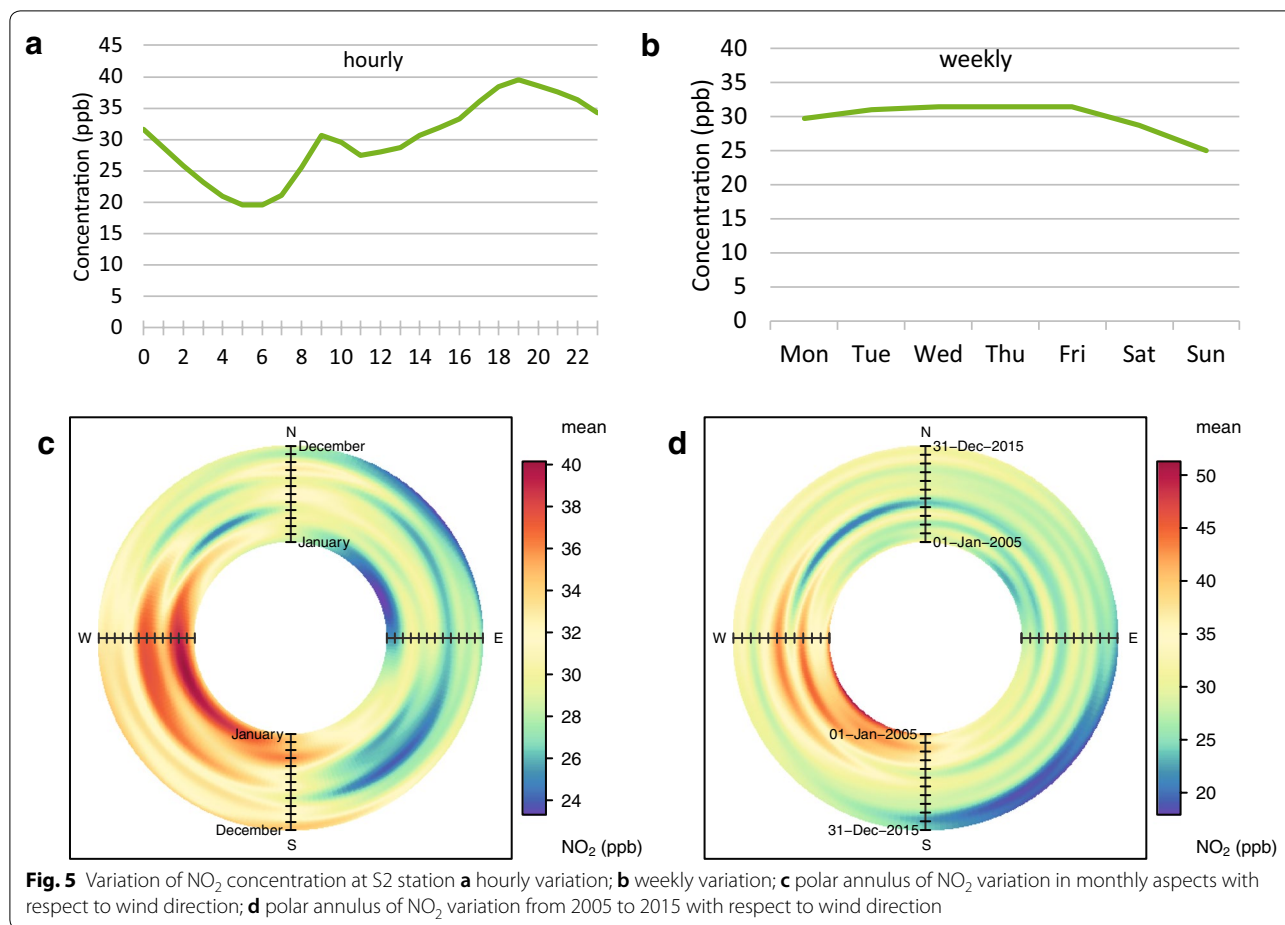 a
hourly
Concentration (ppb)
45
40
35
30
25
20
15
10
5
0
0 2 4 6 8 10 12 14 16 18 20 22
b
weekly
Concentration (ppb)
40
35
30
25
20
15
10
5
0
Mon Tue Wed Thu Fri Sat Sun
c
N
December
January
W
E
January
December
S
mean
40
38
36
34
32
30
28
26
24
NO₂ (ppb)
d
N
31-Dec-2015
01-Jan-2005
W
E
01-Jan-2005
31-Dec-2015
S
mean
50
45
40
35
30
25
20
NO₂ (ppb)
Fig. 5 Variation of NO₂ concentration at S2 station a hourly variation; b weekly variation; c polar annulus of NO₂ variation in monthly aspects with
respect to wind direction; d polar annulus of NO₂ variation from 2005 to 2015 with respect to wind direction